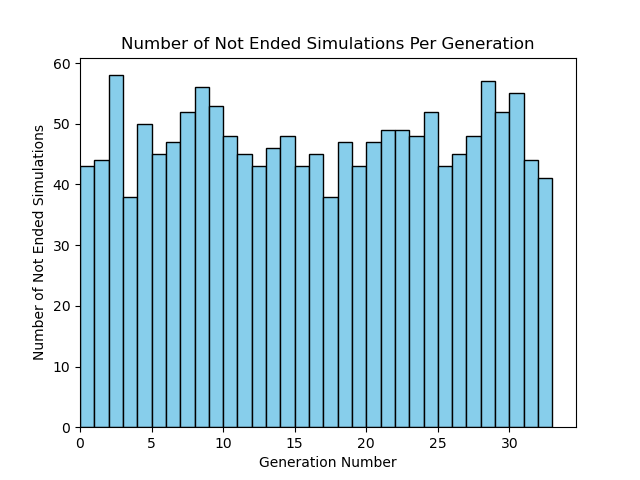 Number of Not Ended Simulations Per Generation
Number of Not Ended Simulations
60
50
40
30
20
10
0
0 5 10 15 20 25 30
Generation Number